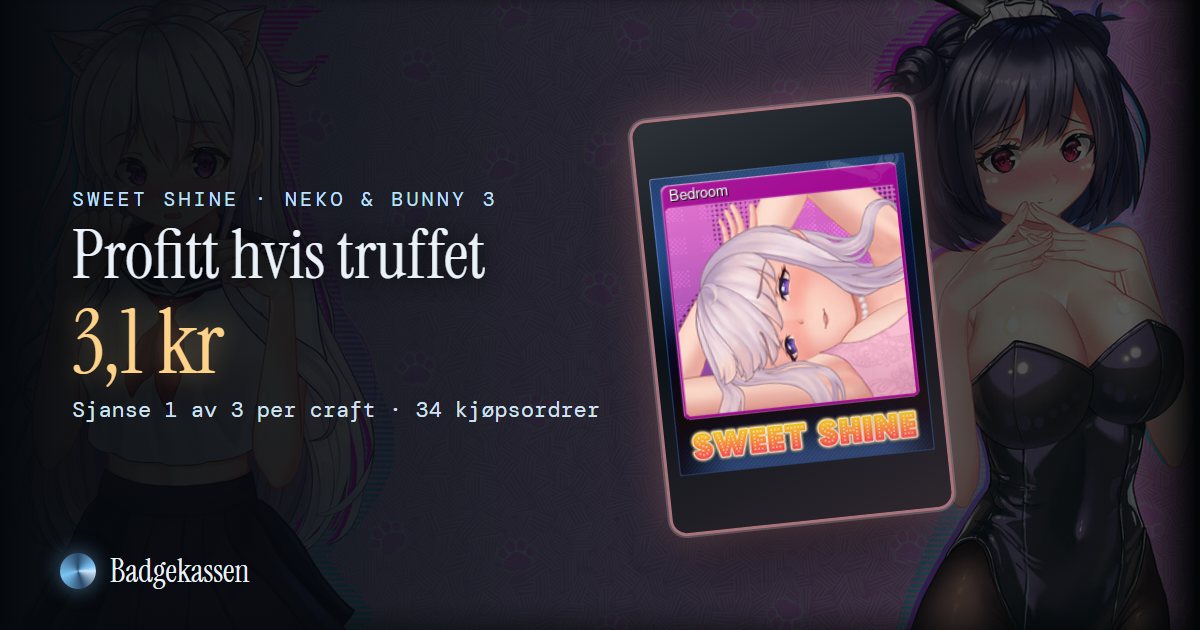 SWEET SHINE · NEKO & BUNNY 3
Profitt hvis truffet
3,1 kr
Sjanse 1 av 3 per craft · 34 kjøpsordrer
Bedroom
SWEET SHINE
Badgekassen